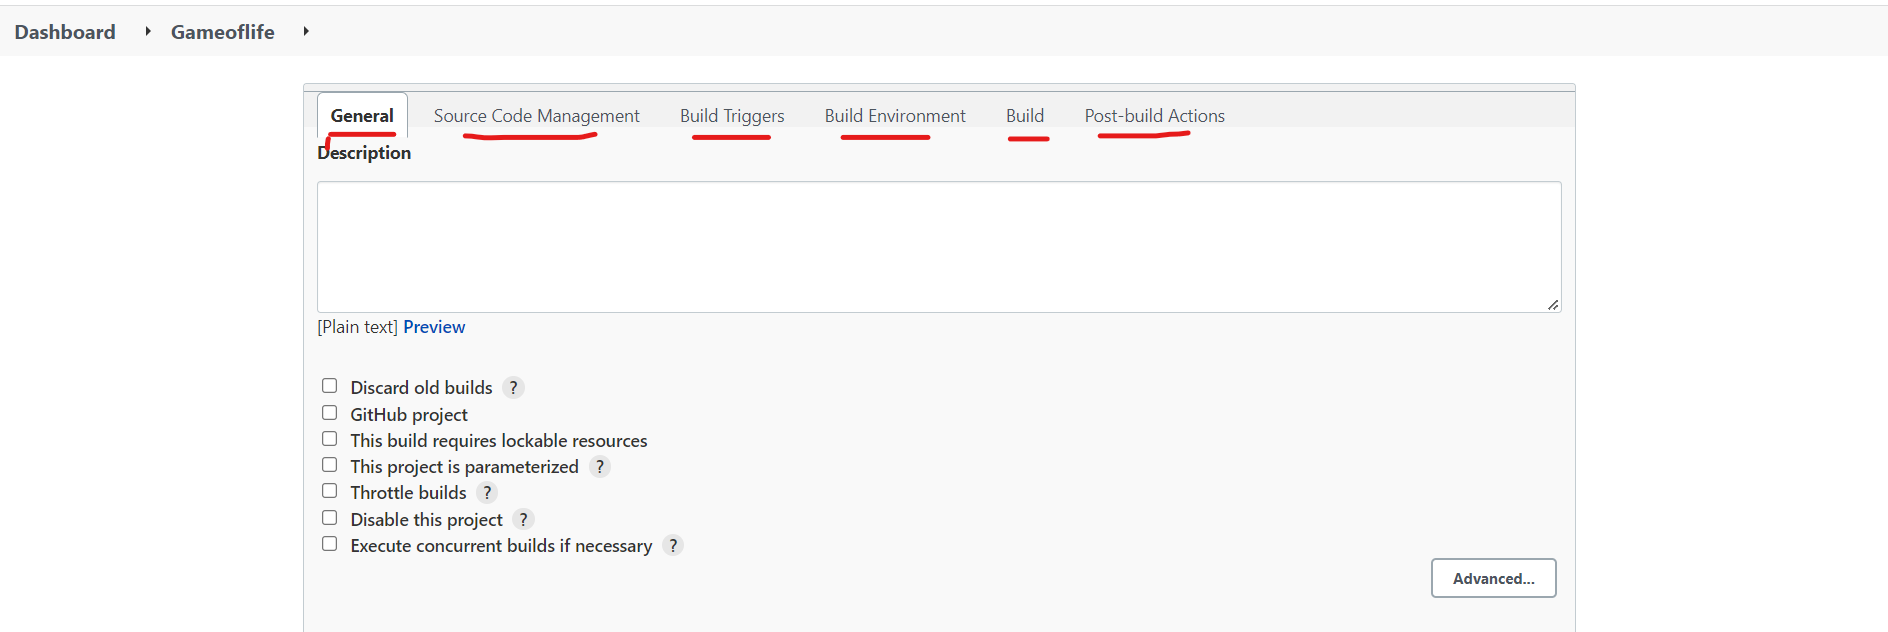 Dashboard Gameoflife
General Source Code Management Build Triggers Build Environment Build Post-build Actions
Description
[Plain text] Preview
Discard old builds ?
GitHub project
This build requires lockable resources
This project is parameterized ?
Throttle builds ?
Disable this project ?
Execute concurrent builds if necessary ?
Advanced...